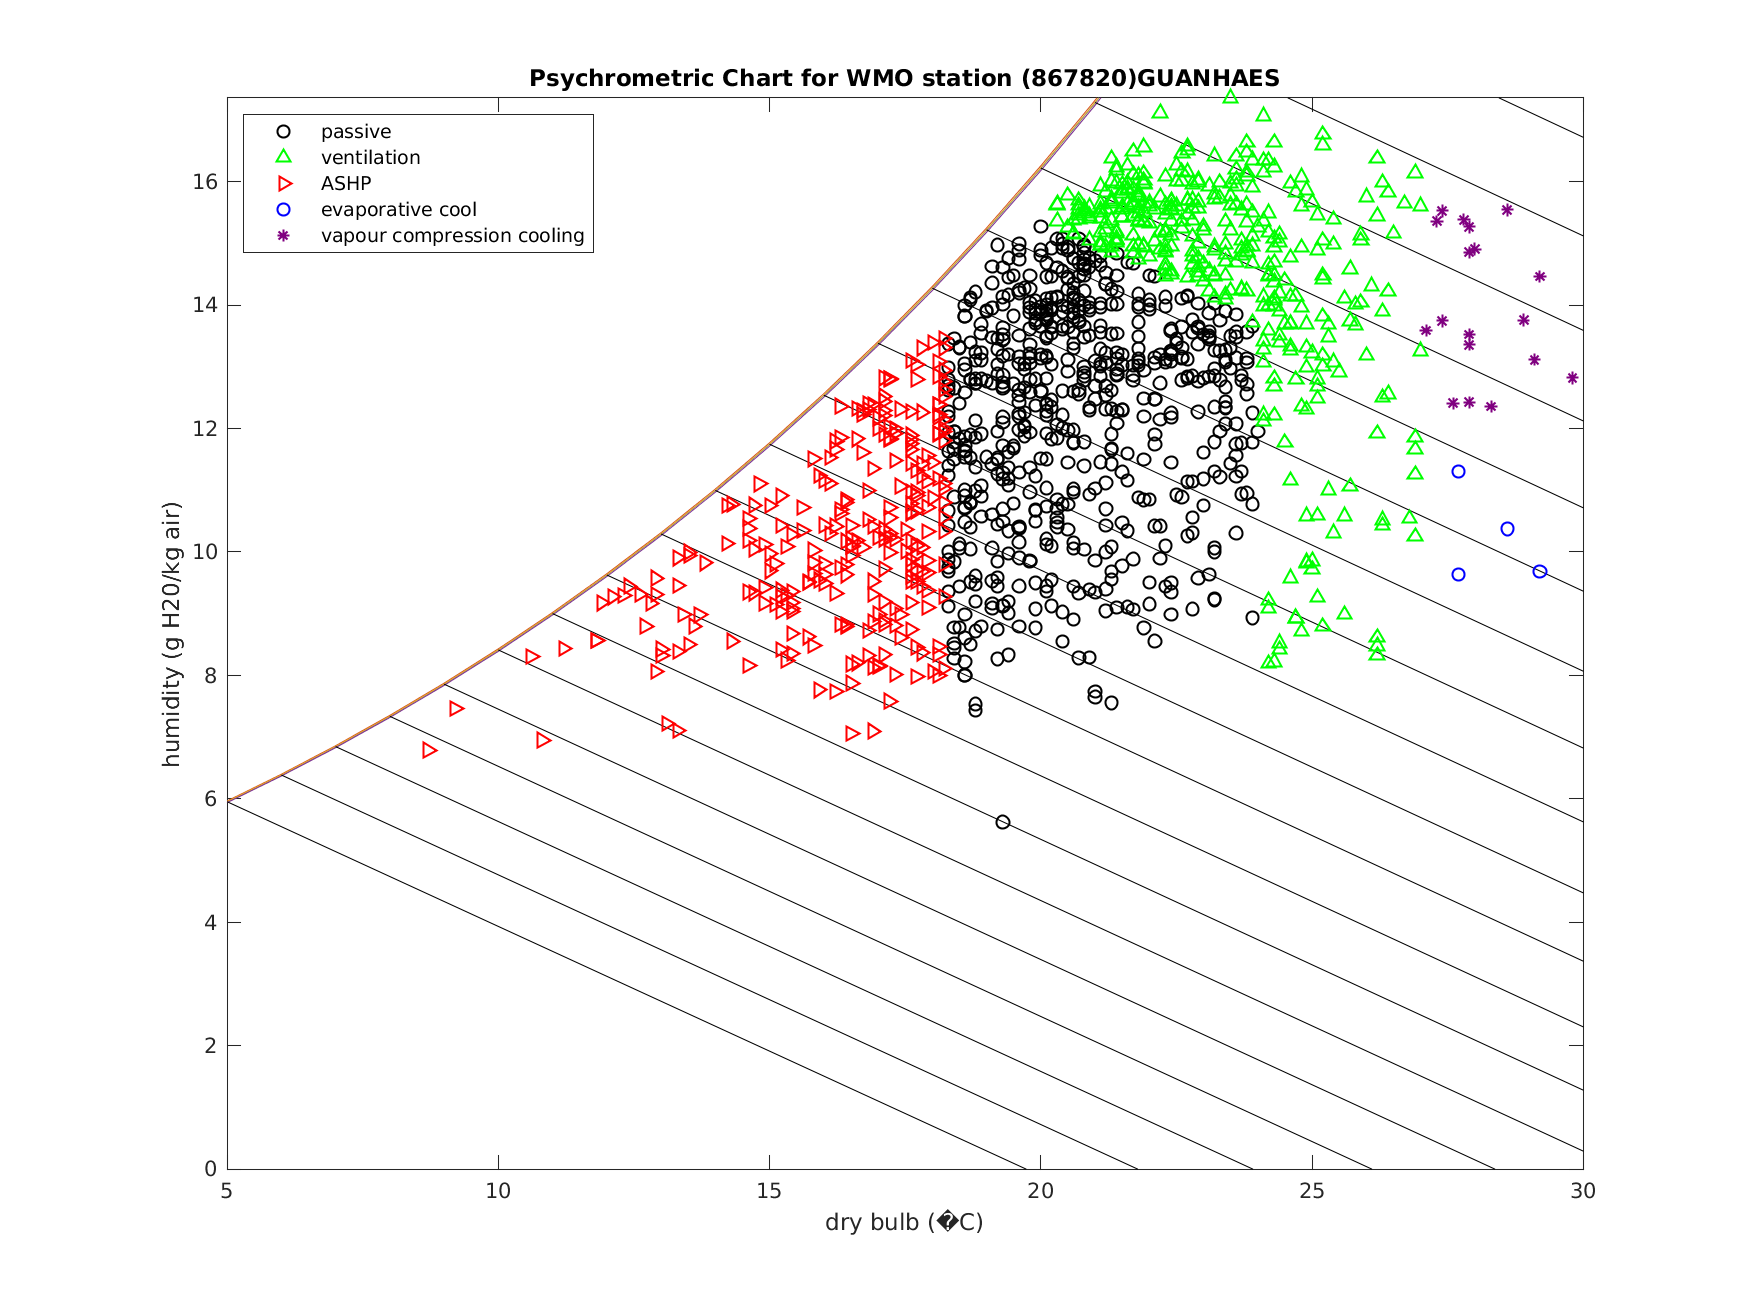 Psychrometric Chart for WMO station (867820)GUANHAES
passive
ventilation
ASHP
evaporative cool
vapour compression cooling
humidity (g H20/kg air)
16
14
12
10
8
6
4
2
0
5 10 15 20 25 30
dry bulb (�C)